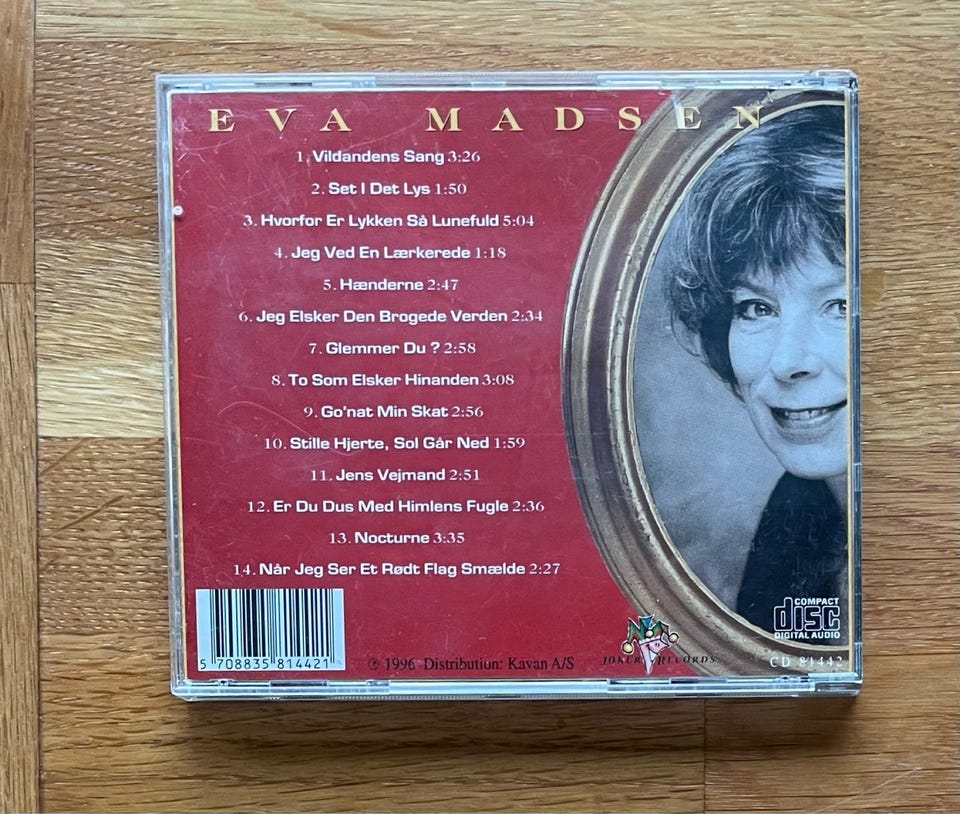 EVA MADSEN
1. Vildandens Sang 3:26
2. Set I Det Lys 1:50
3. Hvorfor Er Lykken Så Lunefuld 5:04
4. Jeg Ved En Lærkerede 1:18
5. Hænderne 2:47
6. Jeg Elsker Den Brogede Verden 2:34
7. Glemmer Du ? 2:58
8. To Som Elsker Hinanden 3:08
9. Go'nat Min Skat 2:56
10. Stille Hjerte, Sol Går Ned 1:59
11. Jens Vejmand 2:51
12. Er Du Dus Med Himlens Fugle 2:36
13. Nocturne 3:35
14. Når Jeg Ser Et Rødt Flag Smælde 2:27
5 708835 814421
℗ 1996 Distribution: Kavan A/S
JOKER RECORDS
COMPACT
disc
DIGITAL AUDIO
CD 81442